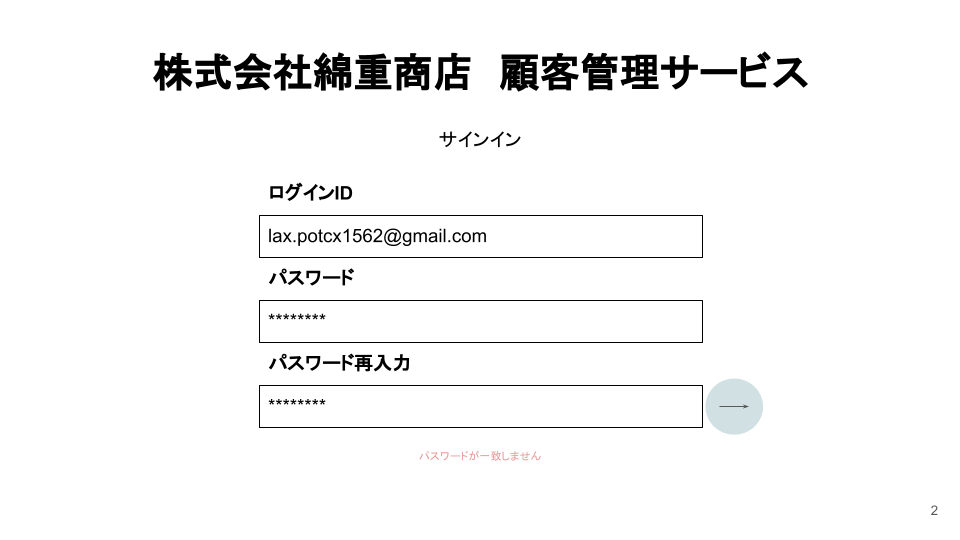 株式会社綿重商店　顧客管理サービス
サインイン
ログインID
lax.potcx1562@gmail.com
パスワード
********
パスワード再入力
********
パスワードが一致しません
2